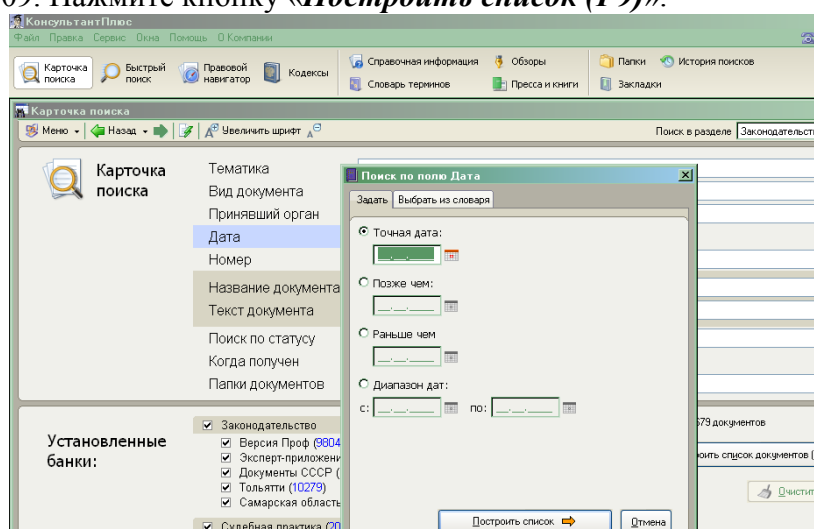 09. Нажмите кнопку «Построить список (F9)».
КонсультантПлюс
Файл Правка Сервис Окна Помощь О Компании
Карточка поиска
Быстрый поиск
Правовой навигатор
Кодексы
Справочная информация
Обзоры
Папки
История поисков
Словарь терминов
Пресса и книги
Закладки
Карточка поиска
Меню
Назад
Увеличить шрифт
Поиск в разделе
Законодательст
Карточка
поиска
Тематика
Вид документа
Принявший орган
Дата
Номер
Название документа
Текст документа
Поиск по статусу
Когда получен
Папки документов
Поиск по полю Дата
Задать
Выбрать из словаря
Точная дата:
Позже чем:
Раньше чем
Диапазон дат:
с:
по:
Построить список
Отмена
Установленные
банки:
Законодательство
Версия Проф (9804
Эксперт-приложени
Документы СССР (
Тольятти (10279)
Самарская область
Судебная практика (20
679 документов
роить список документов (
Очистит